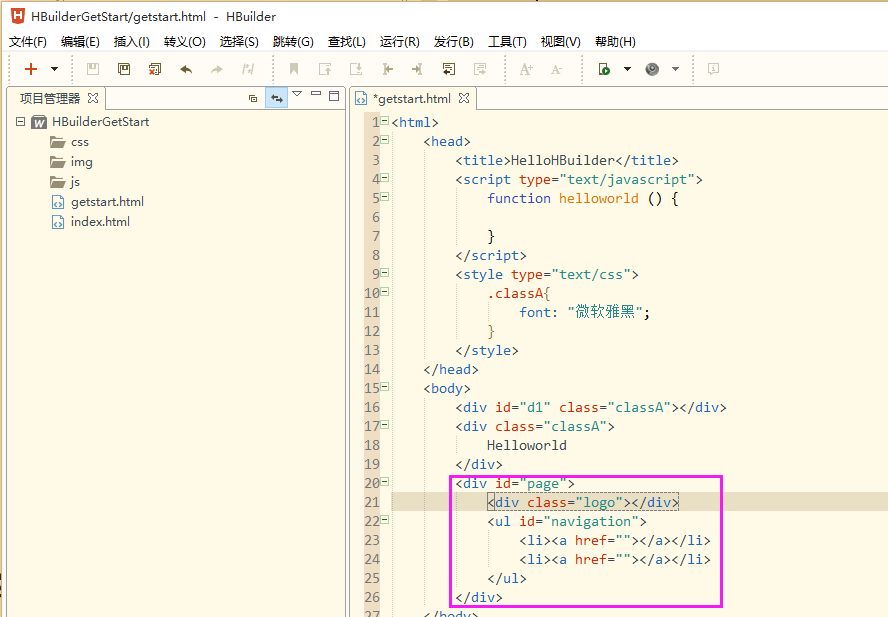 HBuilderGetStart/getstart.html - HBuilder
文件(F) 编辑(E) 插入(I) 转义(O) 选择(S) 跳转(G) 查找(L) 运行(R) 发行(B) 工具(T) 视图(V) 帮助(H)
项目管理器
HBuilderGetStart
css
img
js
getstart.html
index.html
*getstart.html
1 <html>
2 <head>
3 <title>HelloHBuilder</title>
4 <script type="text/javascript">
5 function helloworld () {
6
7 }
8 </script>
9 <style type="text/css">
10 .classA{
11 font: "微软雅黑";
12 }
13 </style>
14 </head>
15 <body>
16 <div id="d1" class="classA"></div>
17 <div class="classA">
18 Helloworld
19 </div>
20 <div id="page">
21 <div class="logo"></div>
22 <ul id="navigation">
23 <li><a href=""></a></li>
24 <li><a href=""></a></li>
25 </ul>
26 </div>
27 </body>